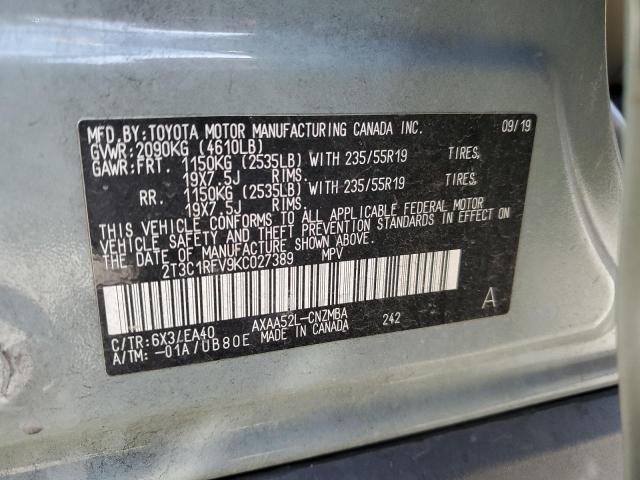 MFD.BY:TOYOTA MOTOR MANUFACTURING CANADA INC. 09/19
GVWR:2090KG (4610LB)
GAWR:FRT. 1150KG (2535LB) WITH 235/55R19 TIRES,
19X7.5J RIMS.
RR. 1150KG (2535LB) WITH 235/55R19 TIRES,
19X7.5J RIMS.
THIS VEHICLE CONFORMS TO ALL APPLICABLE FEDERAL MOTOR
VEHICLE SAFETY AND BUMPER STANDARDS IN EFFECT ON
THE DATE OF MANUFACTURE SHOWN ABOVE.
2T3C1RFV9KC027389 MPV
A
AXAA52L-CNZMBA 242
C/TR:6X3/EA40 MADE IN CANADA
A/TM:-01A/UB80E